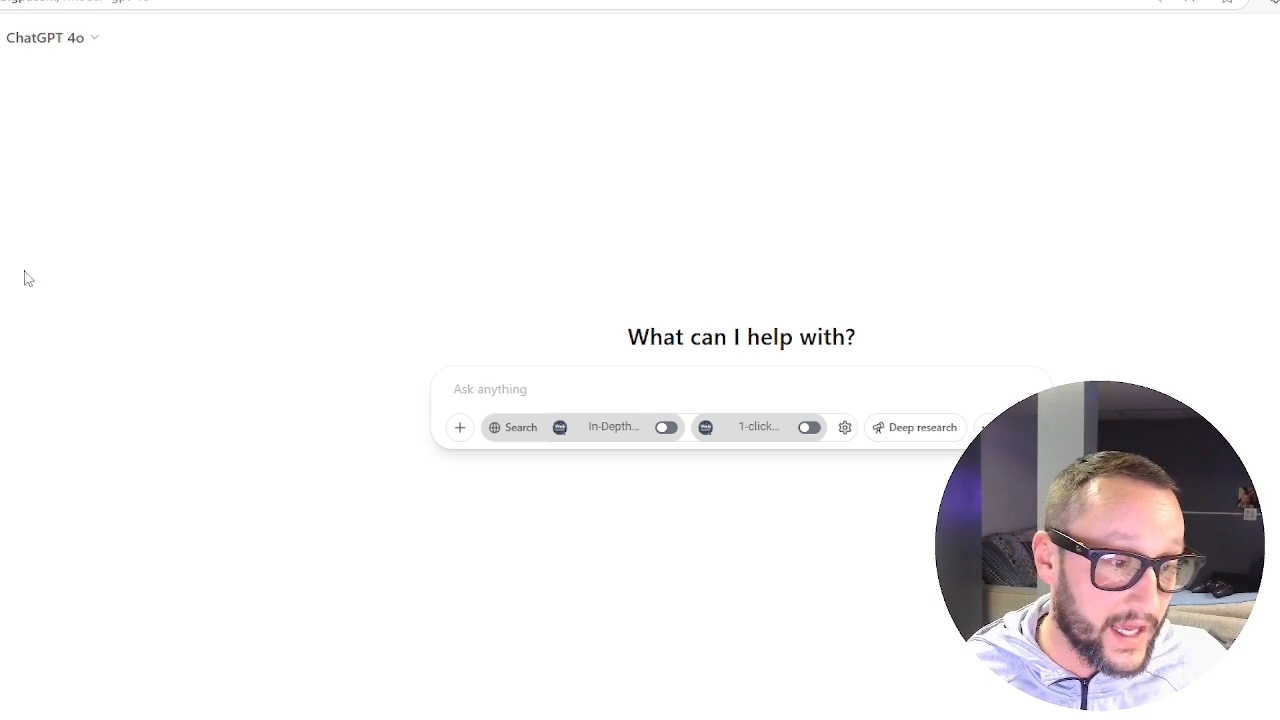 ChatGPT 4o
What can I help with?
Ask anything
Search In-Depth... 1-click... Deep research